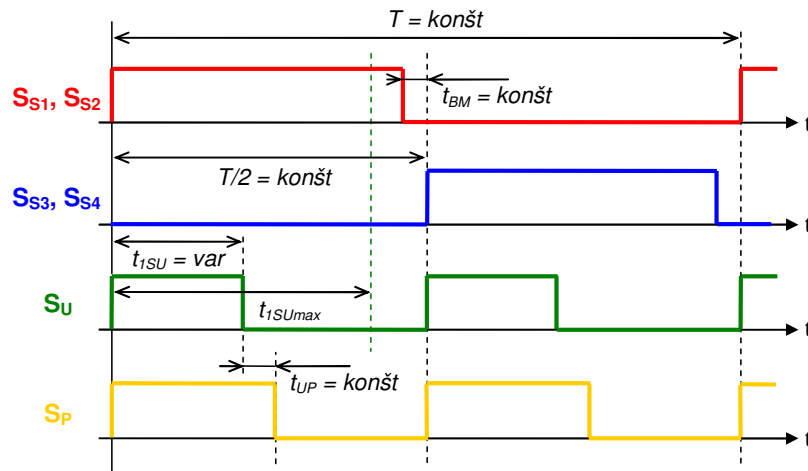 T = konšt
S_S1, S_S2
t_BM = konšt
t
T/2 = konšt
S_S3, S_S4
t
t_1SU = var
S_U
t_1SUmax
t
t_UP = konšt
S_P
t